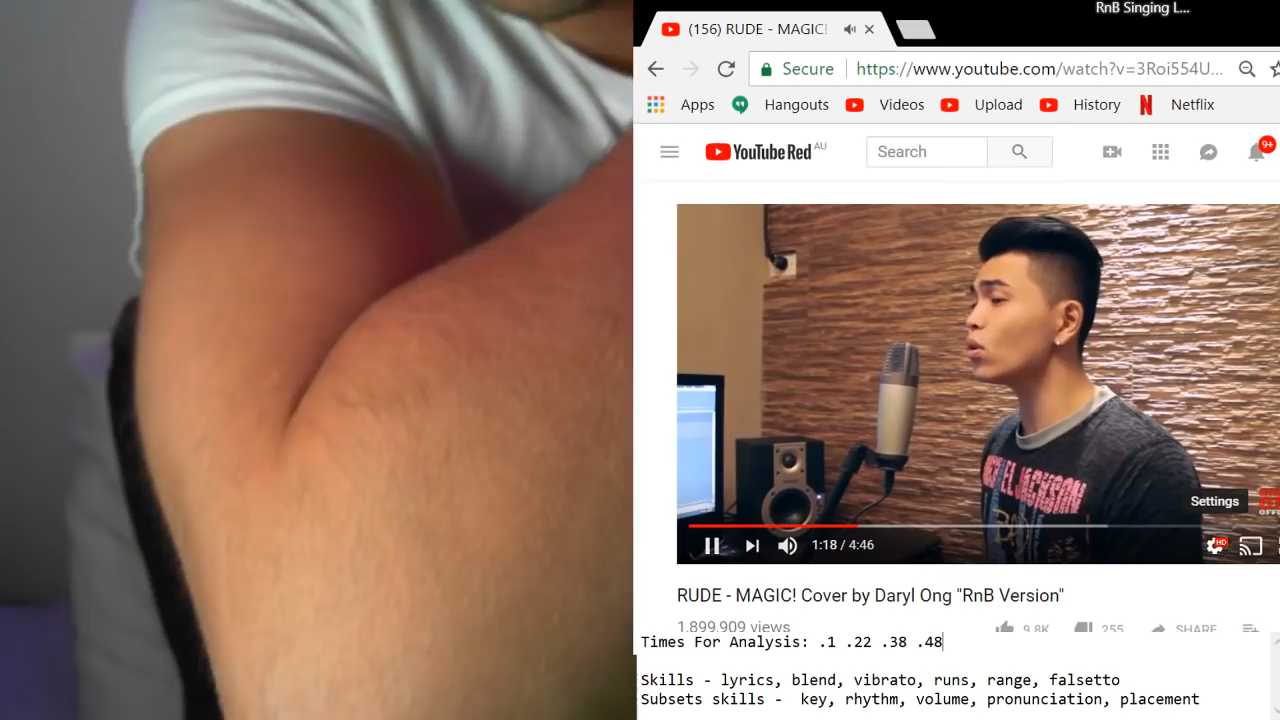 RnB Singing L...
(156) RUDE - MAGIC!
Secure https://www.youtube.com/watch?v=3Roi554U...
Apps Hangouts Videos Upload History Netflix
YouTube Red AU Search 9+
Settings
1:18 / 4:46 HD
RUDE - MAGIC! Cover by Daryl Ong "RnB Version"
1,899,909 views 9.8K 255 SHARE
Times For Analysis: .1 .22 .38 .48
Skills - lyrics, blend, vibrato, runs, range, falsetto
Subsets skills - key, rhythm, volume, pronunciation, placement